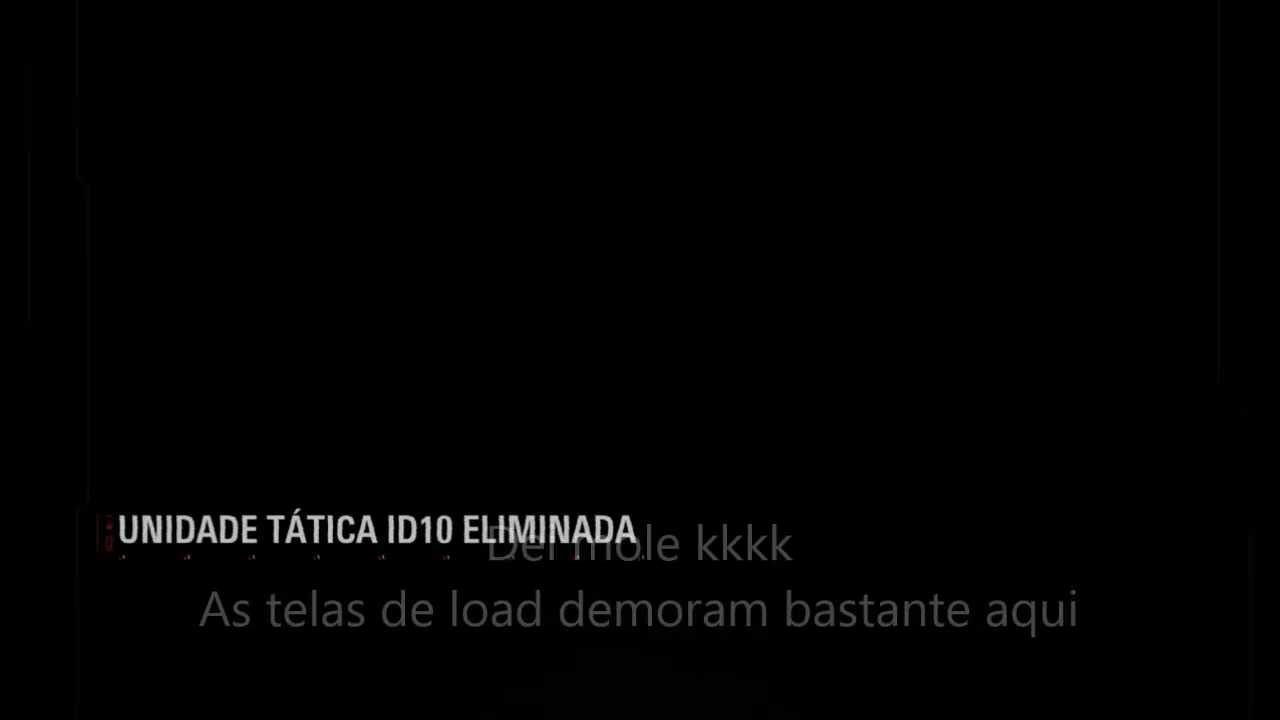 UNIDADE TÁTICA ID10 ELIMINADA
Dei mole kkkk
As telas de load demoram bastante aqui